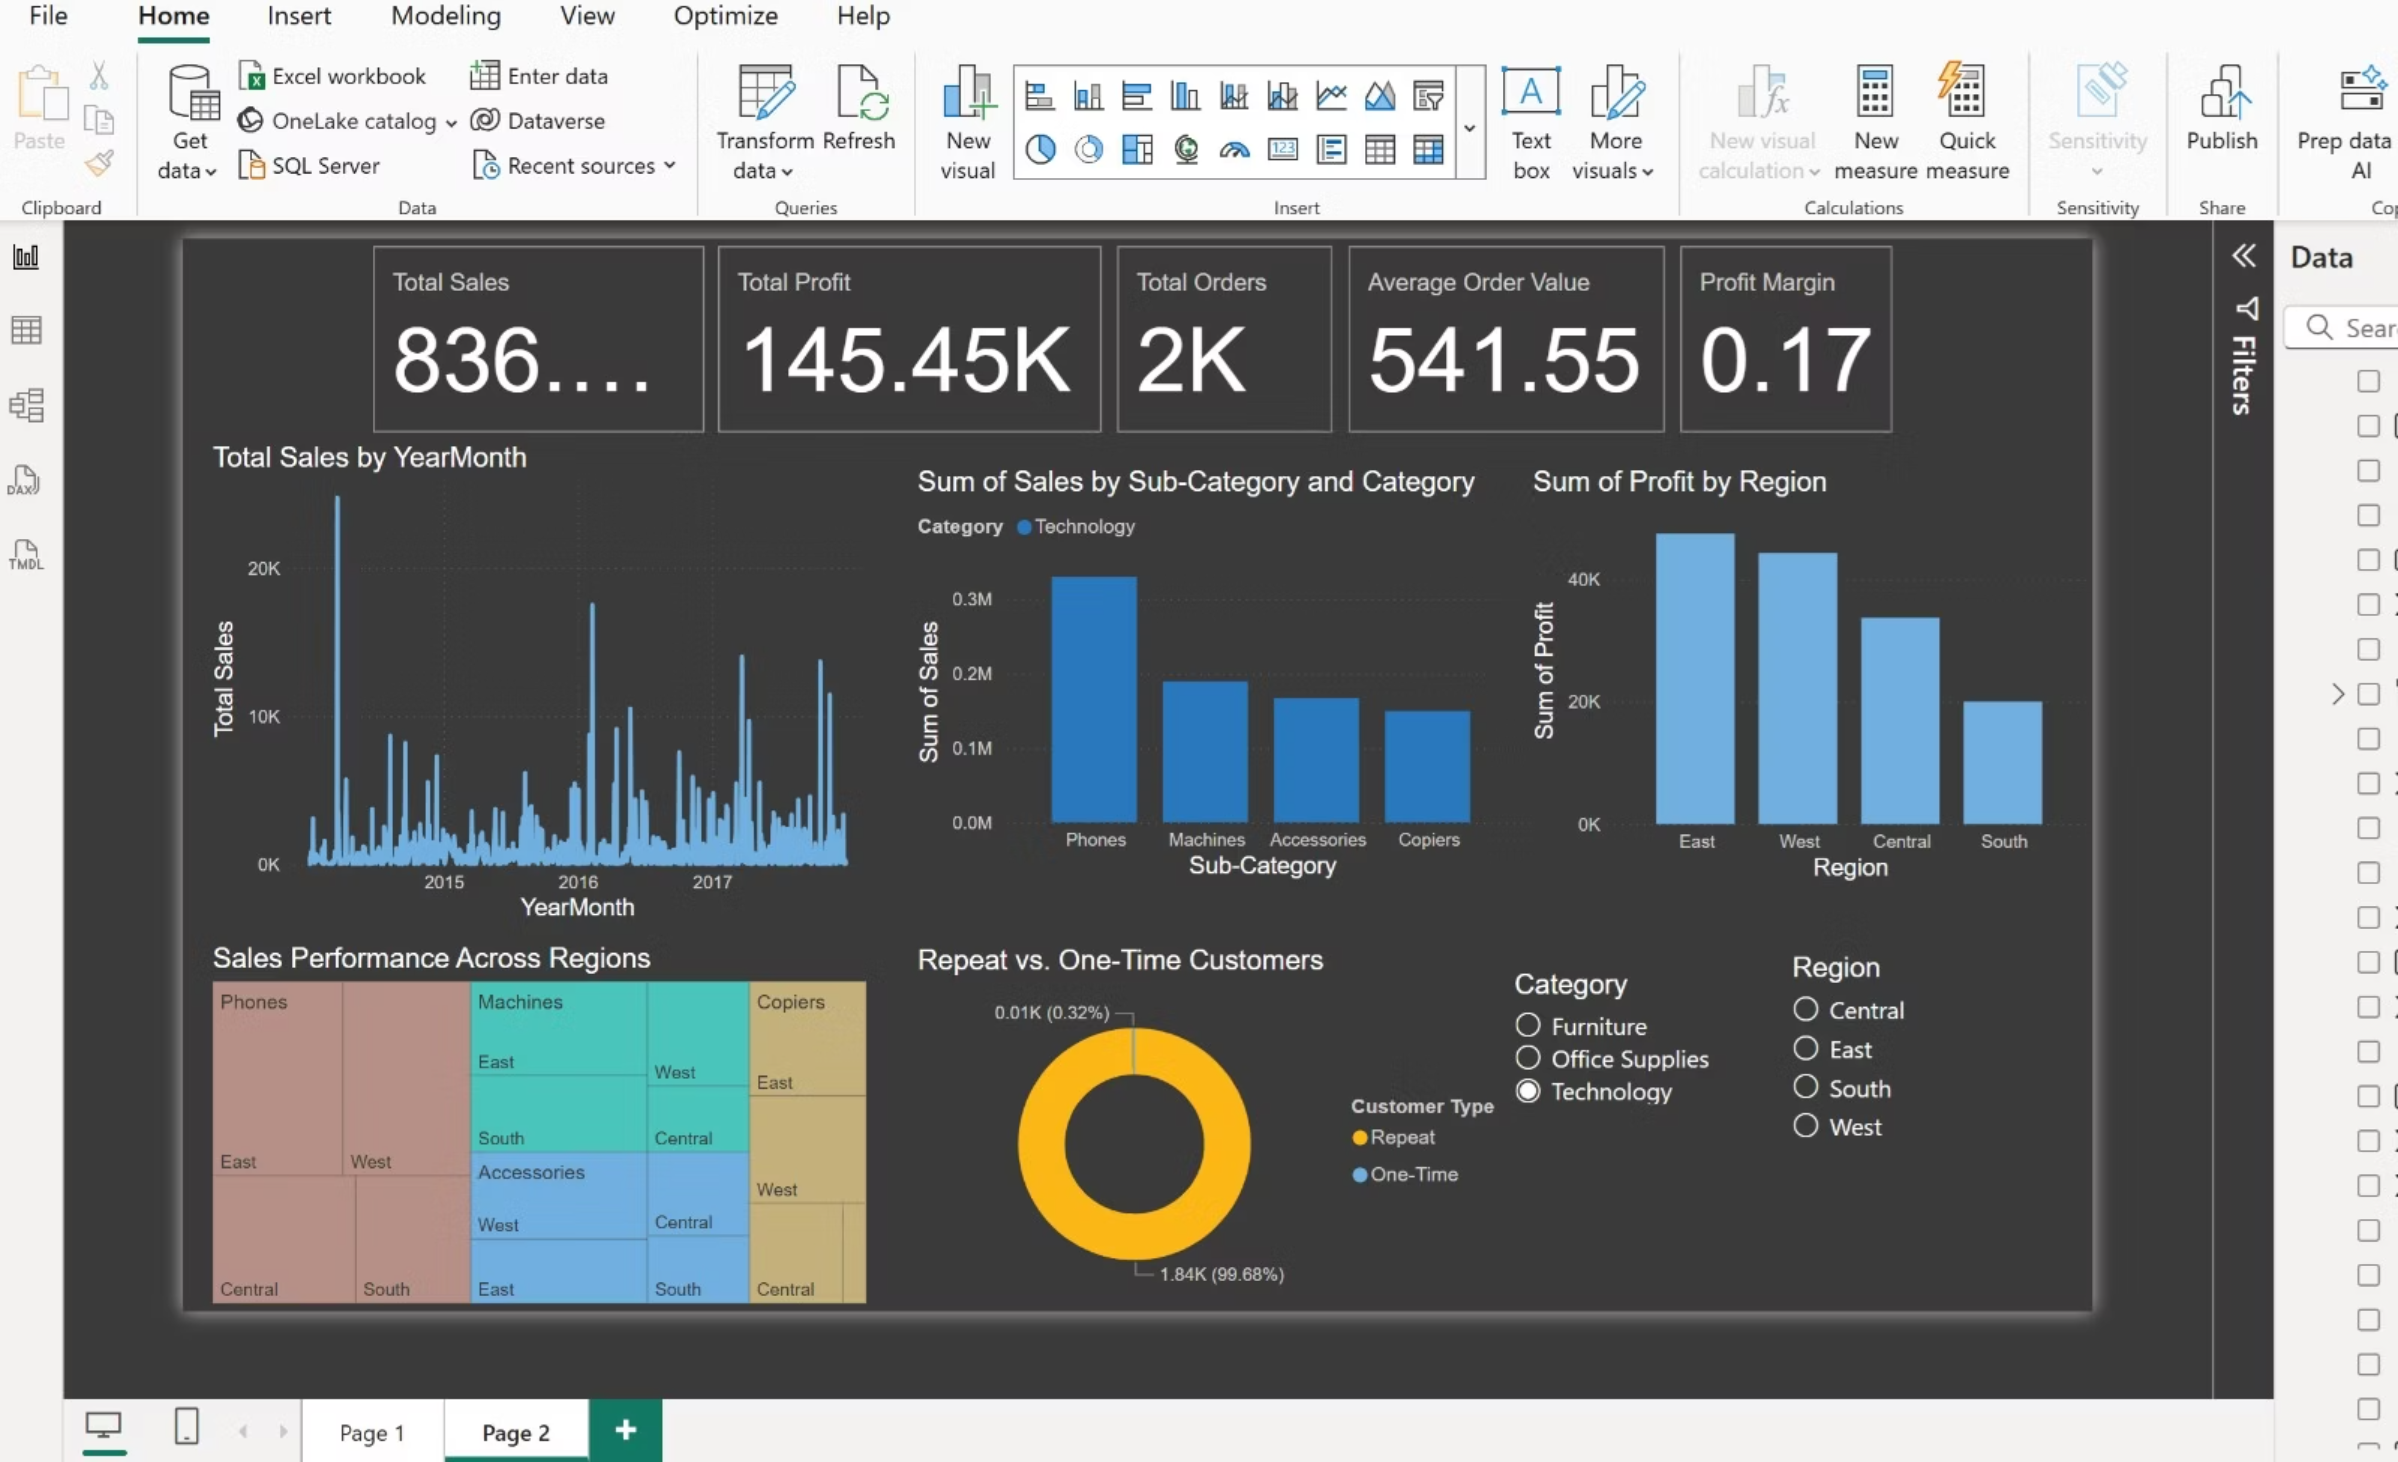 File Home Insert Modeling View Optimize Help
Paste
Clipboard
Get data
Excel workbook
OneLake catalog
SQL Server
Enter data
Dataverse
Recent sources
Data
Transform data
Refresh
Queries
New visual
123
Text box
More visuals
Insert
New visual calculation
New measure
Quick measure
Calculations
Sensitivity
Sensitivity
Publish
Share
Prep data
AI
DAX
TMDL
Total Sales
836....
Total Profit
145.45K
Total Orders
2K
Average Order Value
541.55
Profit Margin
0.17
Total Sales by YearMonth
Total Sales
20K
10K
0K
2015 2016 2017
YearMonth
Sum of Sales by Sub-Category and Category
Category Technology
Sum of Sales
0.3M
0.2M
0.1M
0.0M
Phones Machines Accessories Copiers
Sub-Category
Sum of Profit by Region
Sum of Profit
40K
20K
0K
East West Central South
Region
Sales Performance Across Regions
Phones
East
West
Central
South
Machines
East
West
South
Central
Accessories
West
Central
East
South
Copiers
East
West
Central
Repeat vs. One-Time Customers
0.01K (0.32%)
1.84K (99.68%)
Customer Type
Repeat
One-Time
Category
Furniture
Office Supplies
Technology
Region
Central
East
South
West
Filters
Data
Page 1
Page 2
+